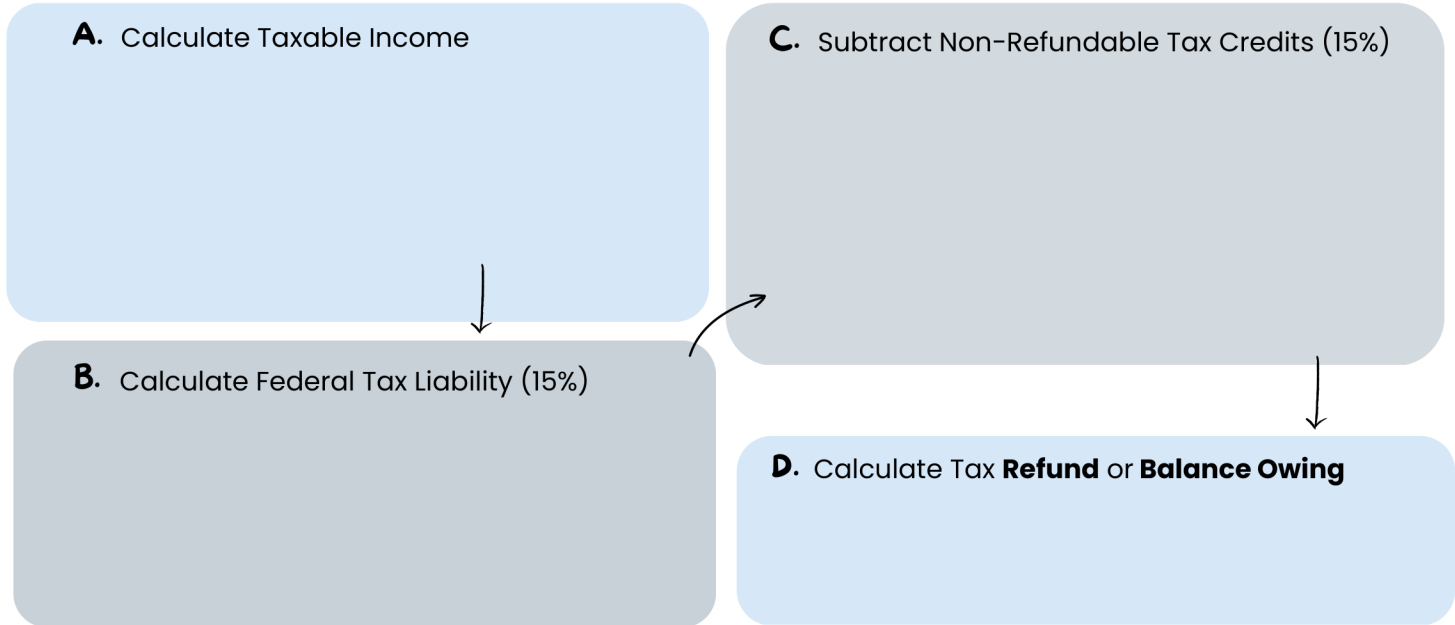 A. Calculate Taxable Income
B. Calculate Federal Tax Liability (15%)
C. Subtract Non-Refundable Tax Credits (15%)
D. Calculate Tax Refund or Balance Owing